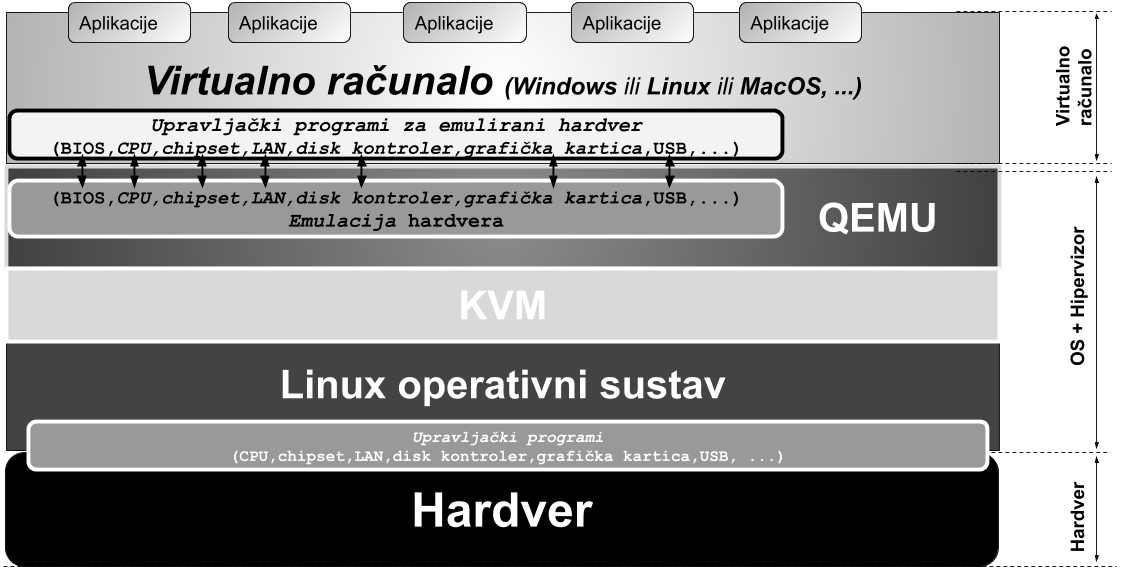 Aplikacije
Aplikacije
Aplikacije
Aplikacije
Aplikacije
Virtualno računalo (Windows ili Linux ili MacOS, ...)
Upravljački programi za emulirani hardver
(BIOS,CPU,chipset,LAN,disk kontroler,grafička kartica,USB,...)
(BIOS,CPU,chipset,LAN,disk kontroler,grafička kartica,USB,...)
Emulacija hardvera
QEMU
KVM
Linux operativni sustav
Upravljački programi
(CPU,chipset,LAN,disk kontroler,grafička kartica,USB, ...)
Hardver
Virtualno
računalo
OS + Hipervizor
Hardver